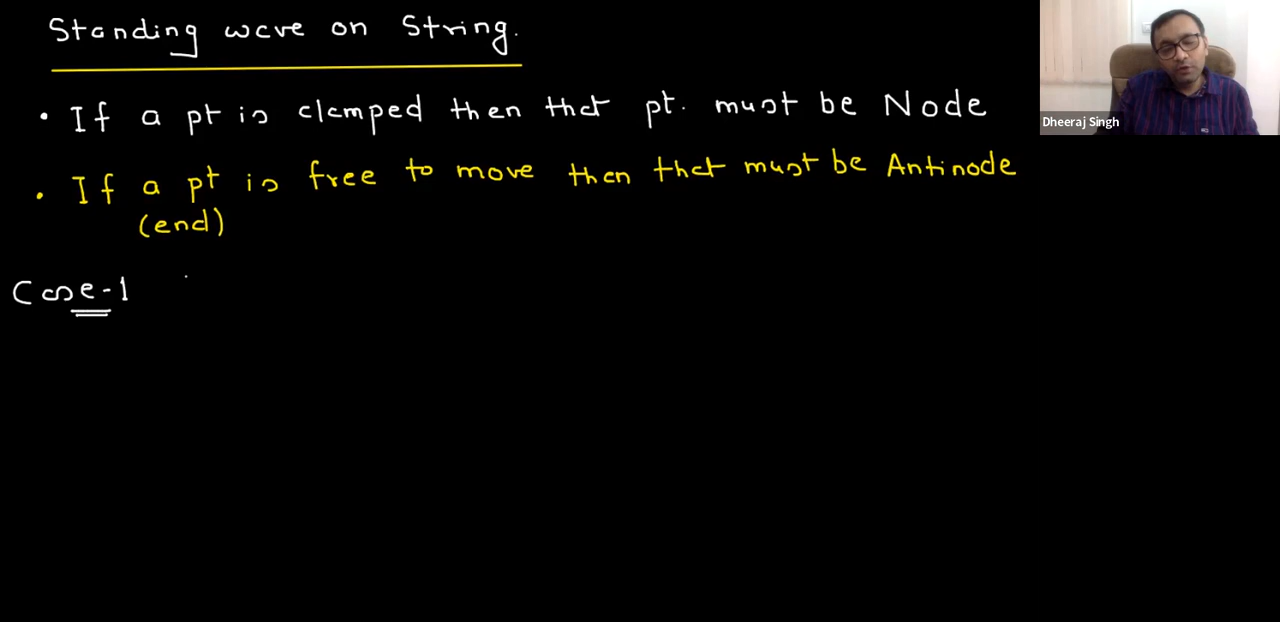 Standing wave on String.
• If a pt is clamped then that pt. must be Node
• If a pt is free to move then that must be Antinode
(end)
Case-1
Dheeraj Singh